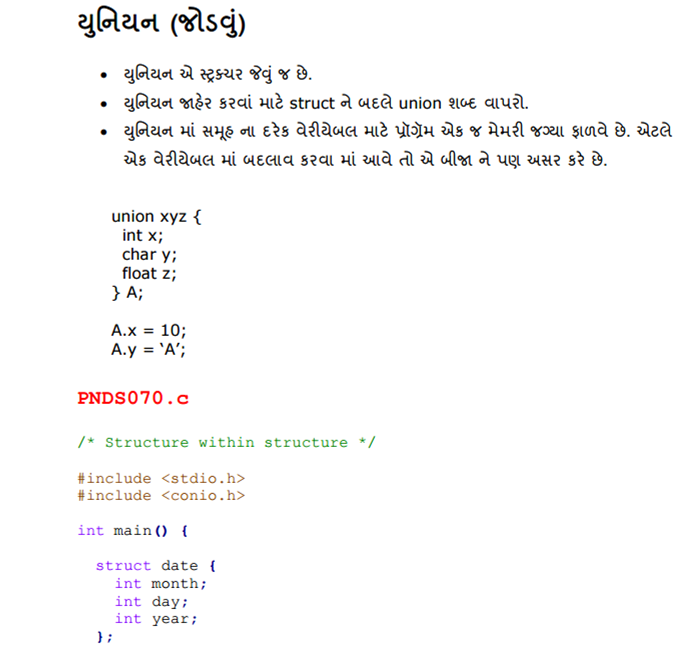 યુનિયન (જોડવું)
• યુનિયન એ સ્ટ્રક્ચર જેવું જ છે.
• યુનિયન જાહેર કરવાં માટે struct ને બદલે union શબ્દ વાપરો.
• યુનિયન માં સમૂહ ના દરેક વેરીયેબલ માટે પ્રૉગ્રૅમ એક જ મેમરી જગ્યા ફાળવે છે. એટલે
એક વેરીયેબલ માં બદલાવ કરવા માં આવે તો એ બીજા ને પણ અસર કરે છે.
union xyz {
int x;
char y;
float z;
} A;
A.x = 10;
A.y = ‘A’;
PNDS070.c
/* Structure within structure */
#include <stdio.h>
#include <conio.h>
int main() {
struct date {
int month;
int day;
int year;
};